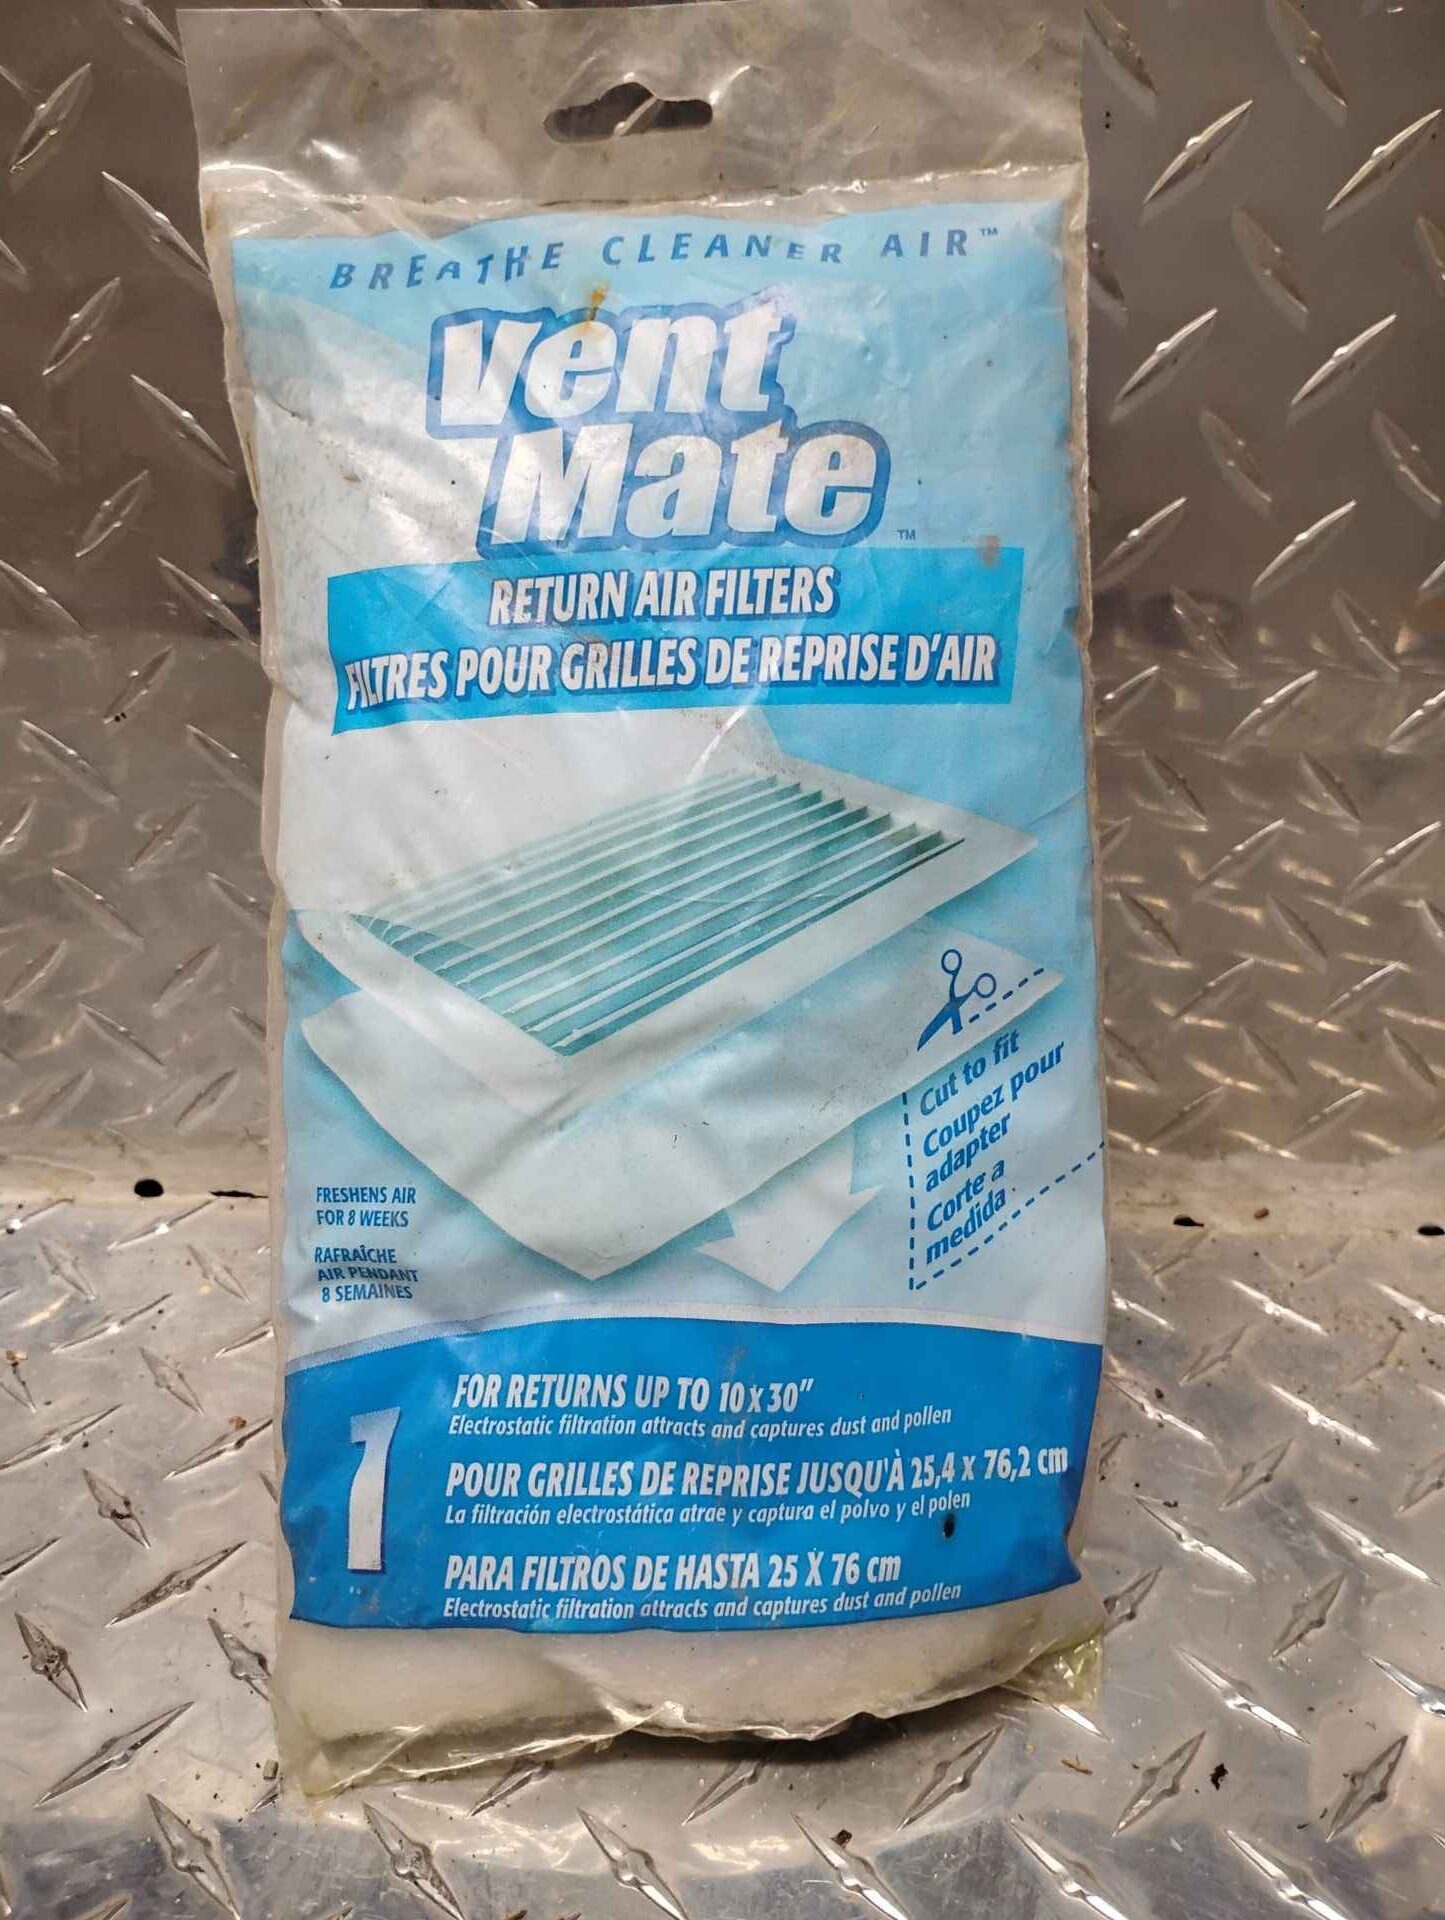 BREATHE CLEANER AIR™
Vent
Mate™
RETURN AIR FILTERS
FILTRES POUR GRILLES DE REPRISE D'AIR
Cut to fit
Coupez pour
adapter
Corte a
medida
FRESHENS AIR
FOR 8 WEEKS
RAFRAÎCHE
AIR PENDANT
8 SEMAINES
1
FOR RETURNS UP TO 10 x 30"
Electrostatic filtration attracts and captures dust and pollen
POUR GRILLES DE REPRISE JUSQU'À 25,4 x 76,2 cm
La filtración electrostática atrae y captura el polvo y el polen
PARA FILTROS DE HASTA 25 X 76 cm
Electrostatic filtration attracts and captures dust and pollen